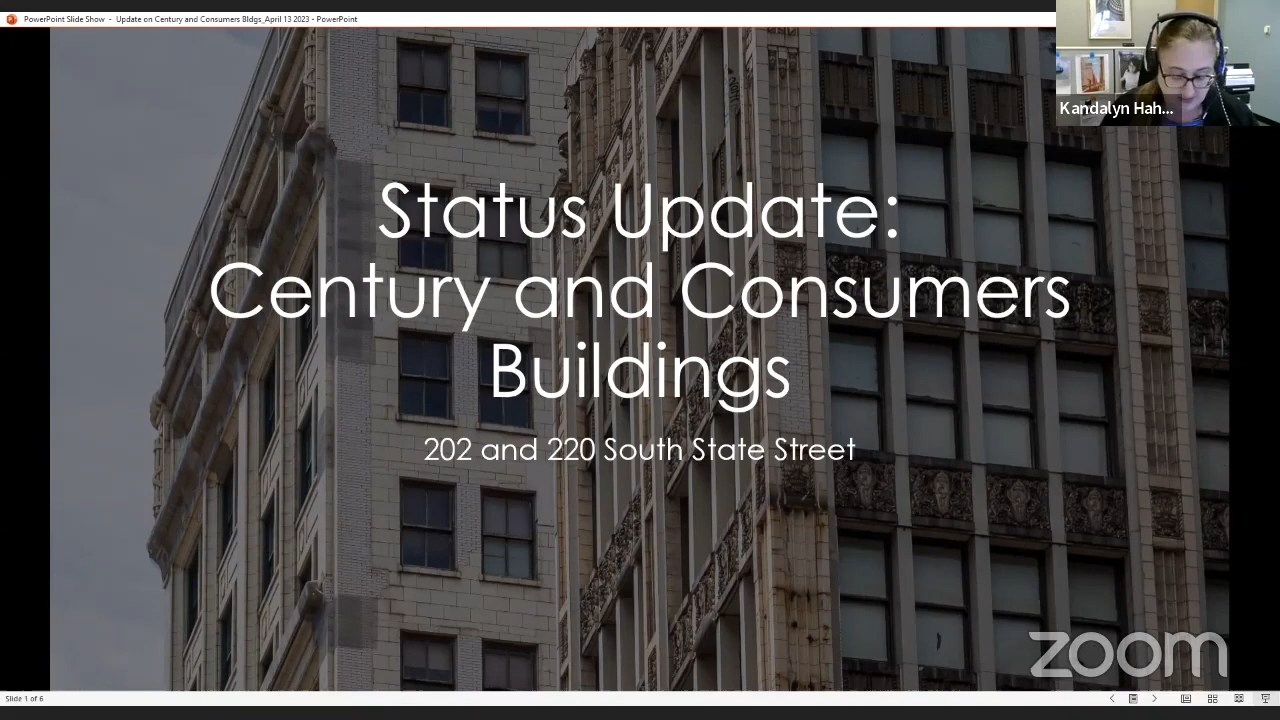 PowerPoint Slide Show - Update on Century and Consumers Bldgs_April 13 2023 - PowerPoint
Kandalyn Hah...
Status Update:
Century and Consumers
Buildings
202 and 220 South State Street
zoom
Slide 1 of 6